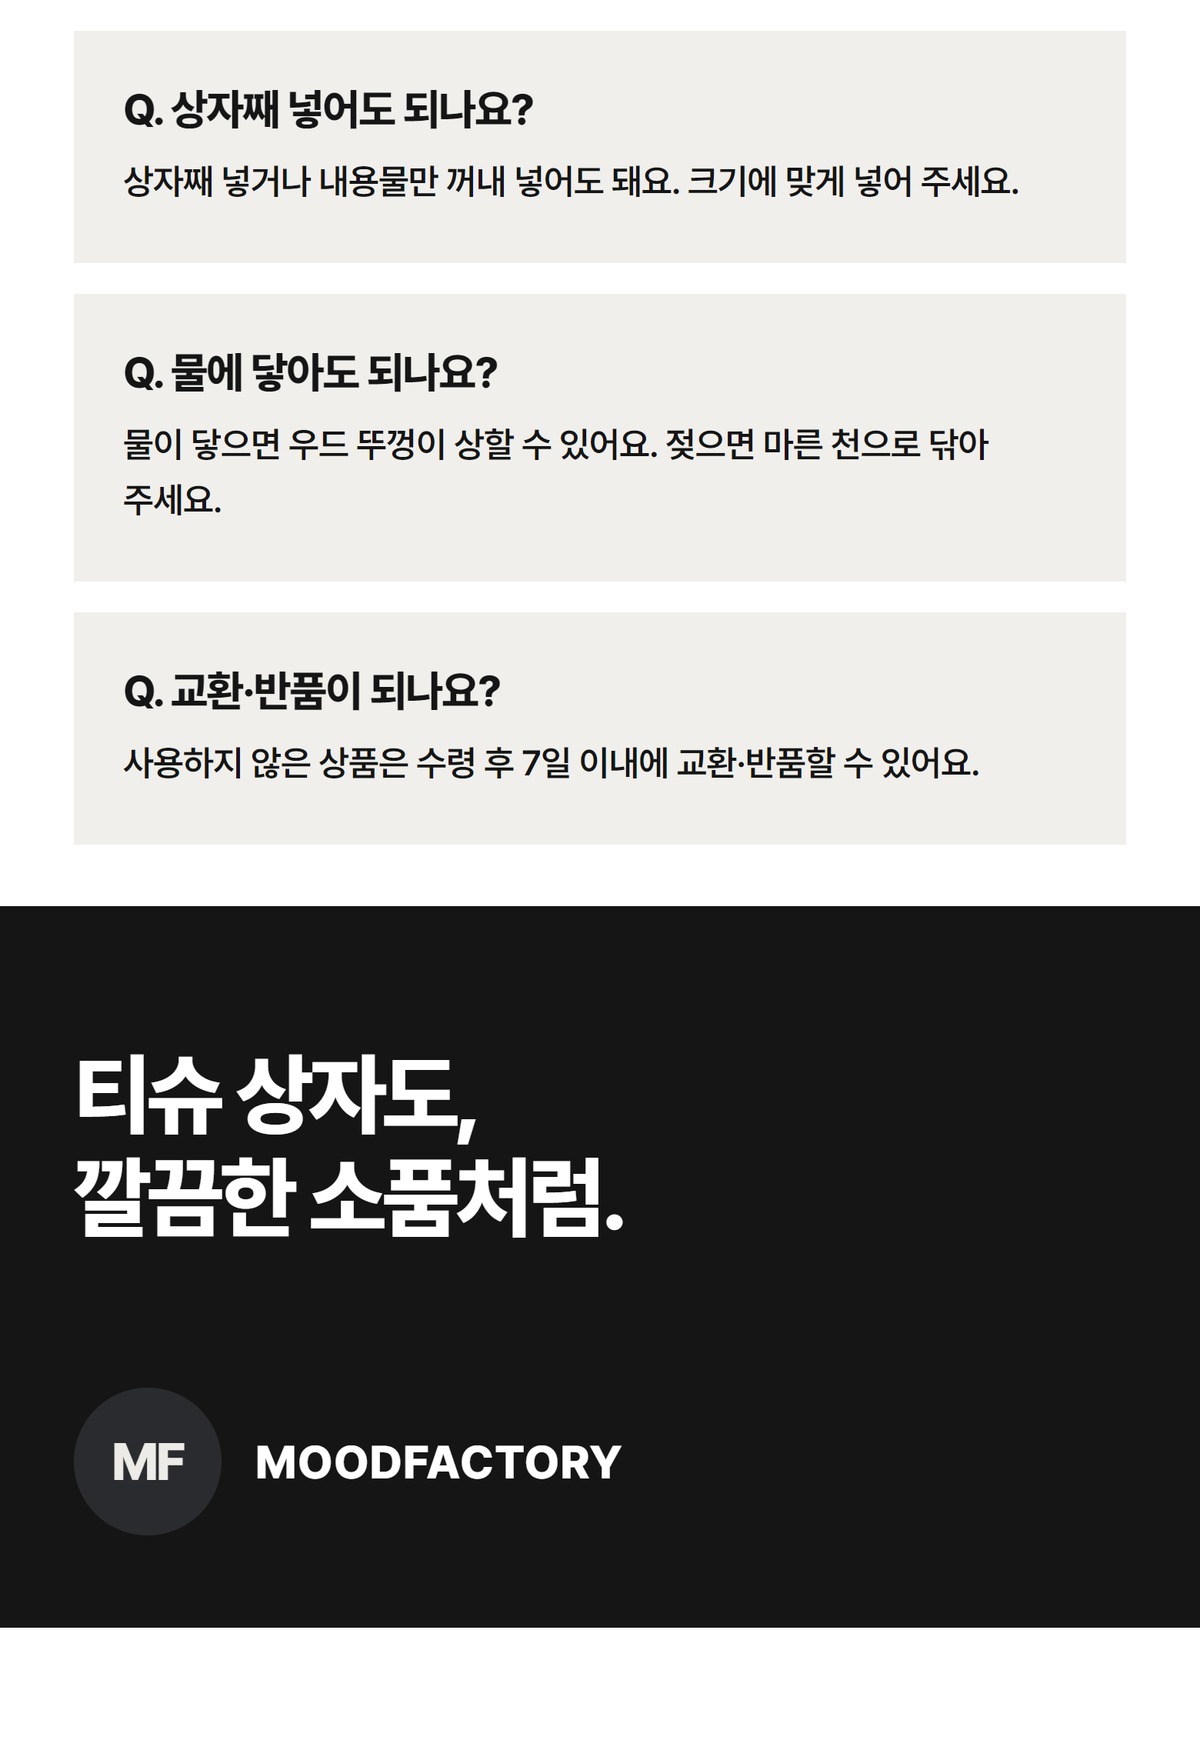 Q. 상자째 넣어도 되나요?
상자째 넣거나 내용물만 꺼내 넣어도 돼요. 크기에 맞게 넣어 주세요.
Q. 물에 닿아도 되나요?
물이 닿으면 우드 뚜껑이 상할 수 있어요. 젖으면 마른 천으로 닦아
주세요.
Q. 교환·반품이 되나요?
사용하지 않은 상품은 수령 후 7일 이내에 교환·반품할 수 있어요.
티슈 상자도,
깔끔한 소품처럼.
MF MOODFACTORY